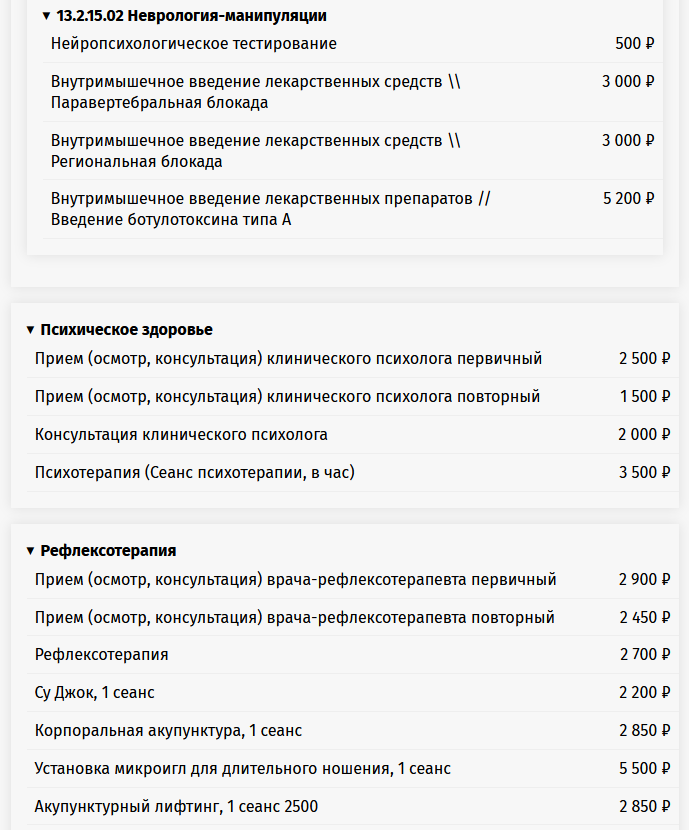 ▼ 13.2.15.02 Неврология-манипуляции
Нейропсихологическое тестирование 500 ₽
Внутримышечное введение лекарственных средств \\ 3 000 ₽
Паравертебральная блокада
Внутримышечное введение лекарственных средств \\ 3 000 ₽
Региональная блокада
Внутримышечное введение лекарственных препаратов // 5 200 ₽
Введение ботулотоксина типа А
▼ Психическое здоровье
Прием (осмотр, консультация) клинического психолога первичный 2 500 ₽
Прием (осмотр, консультация) клинического психолога повторный 1 500 ₽
Консультация клинического психолога 2 000 ₽
Психотерапия (Сеанс психотерапии, в час) 3 500 ₽
▼ Рефлексотерапия
Прием (осмотр, консультация) врача-рефлексотерапевта первичный 2 900 ₽
Прием (осмотр, консультация) врача-рефлексотерапевта повторный 2 450 ₽
Рефлексотерапия 2 700 ₽
Су Джок, 1 сеанс 2 200 ₽
Корпоральная акупунктура, 1 сеанс 2 850 ₽
Установка микроигл для длительного ношения, 1 сеанс 5 500 ₽
Акупунктурный лифтинг, 1 сеанс 2500 2 850 ₽